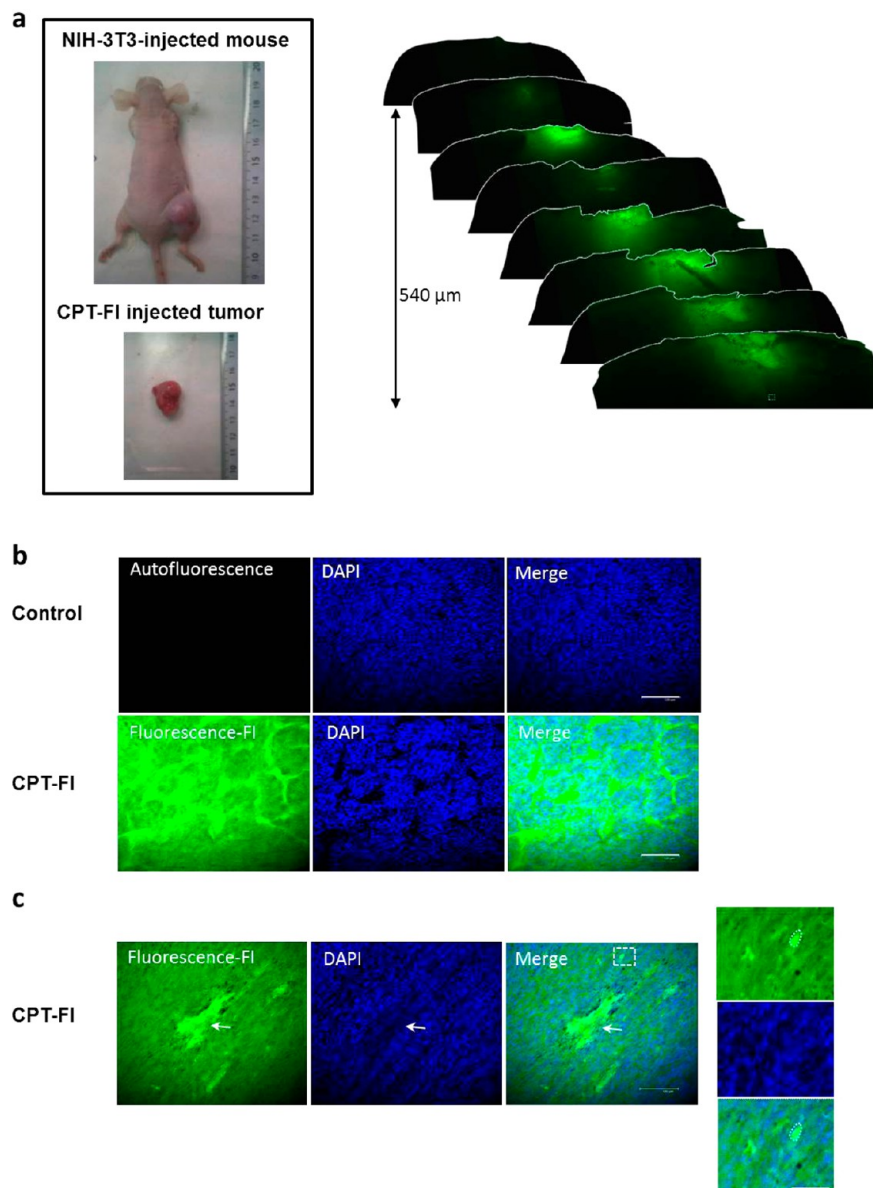 a
NIH-3T3-injected mouse
CPT-FI injected tumor
540 µm
b
Control
Autofluorescence
DAPI
Merge
CPT-FI
Fluorescence-FI
DAPI
Merge
c
CPT-FI
Fluorescence-FI
DAPI
Merge